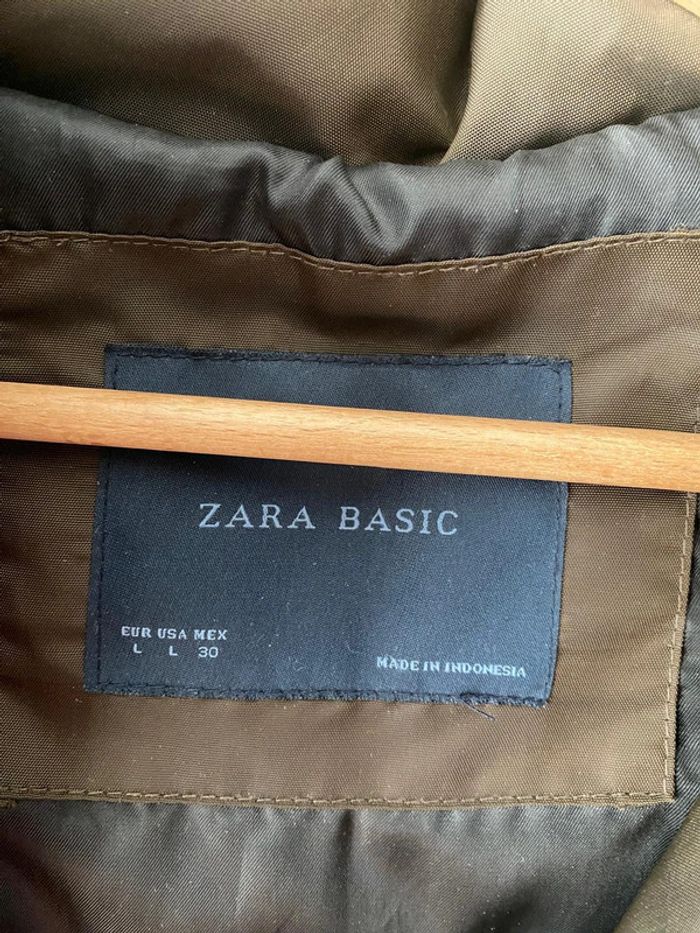 ZARA BASIC
EUR USA MEX
L L 30
MADE IN INDONESIA